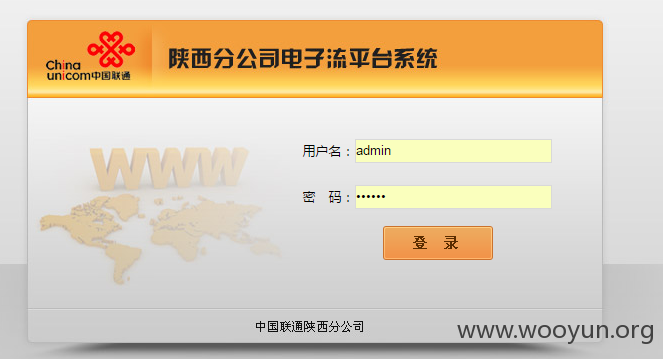 China
unicom中国联通
陕西分公司电子流平台系统
WWW
用户名：admin
密 码：••••••
登 录
中国联通陕西分公司
www.wooyun.org